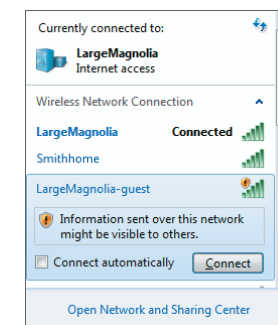 Currently connected to:
LargeMagnolia
Internet access
Wireless Network Connection
LargeMagnolia Connected
Smithhome
LargeMagnolia-guest
Information sent over this network
might be visible to others.
Connect automatically Connect
Open Network and Sharing Center